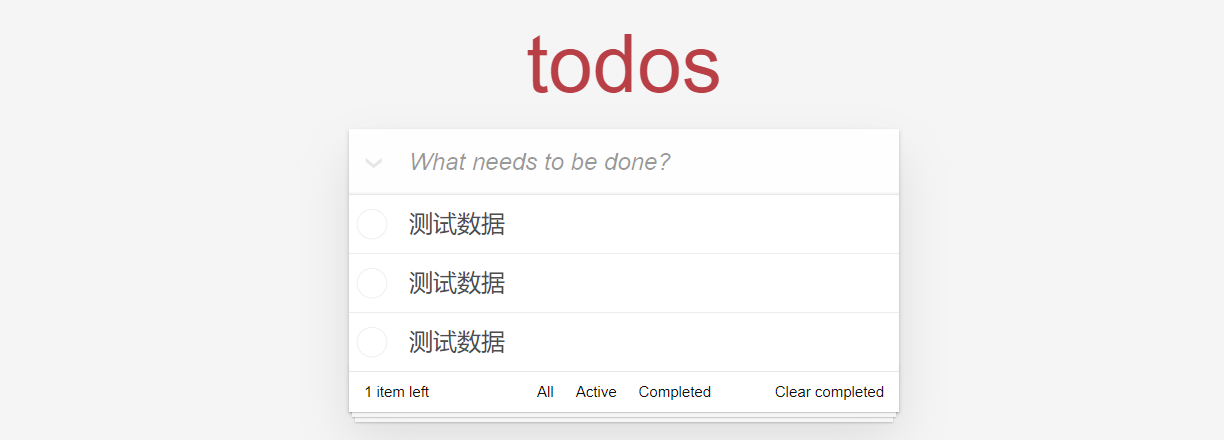 todos
What needs to be done?
测试数据
测试数据
测试数据
1 item left All Active Completed Clear completed